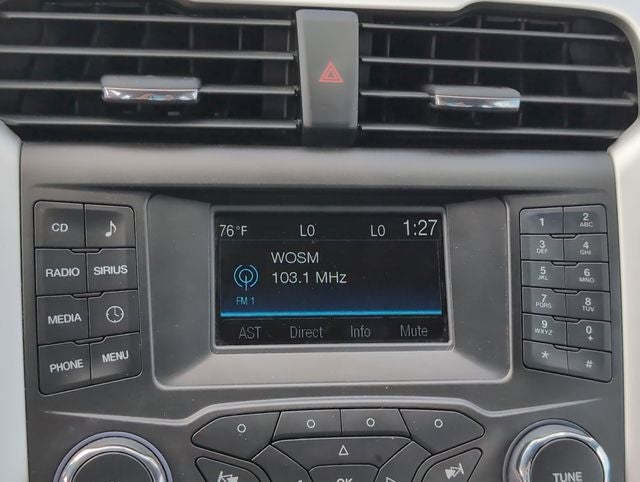 76°F LO LO 1:27
WOSM
103.1 MHz
FM 1
AST Direct Info Mute
CD
RADIO SIRIUS
MEDIA
PHONE MENU
1 2 ABC
3 DEF 4 GHI
5 JKL 6 MNO
7 PQRS 8 TUV
9 WXYZ 0 +
* #
OK
TUNE